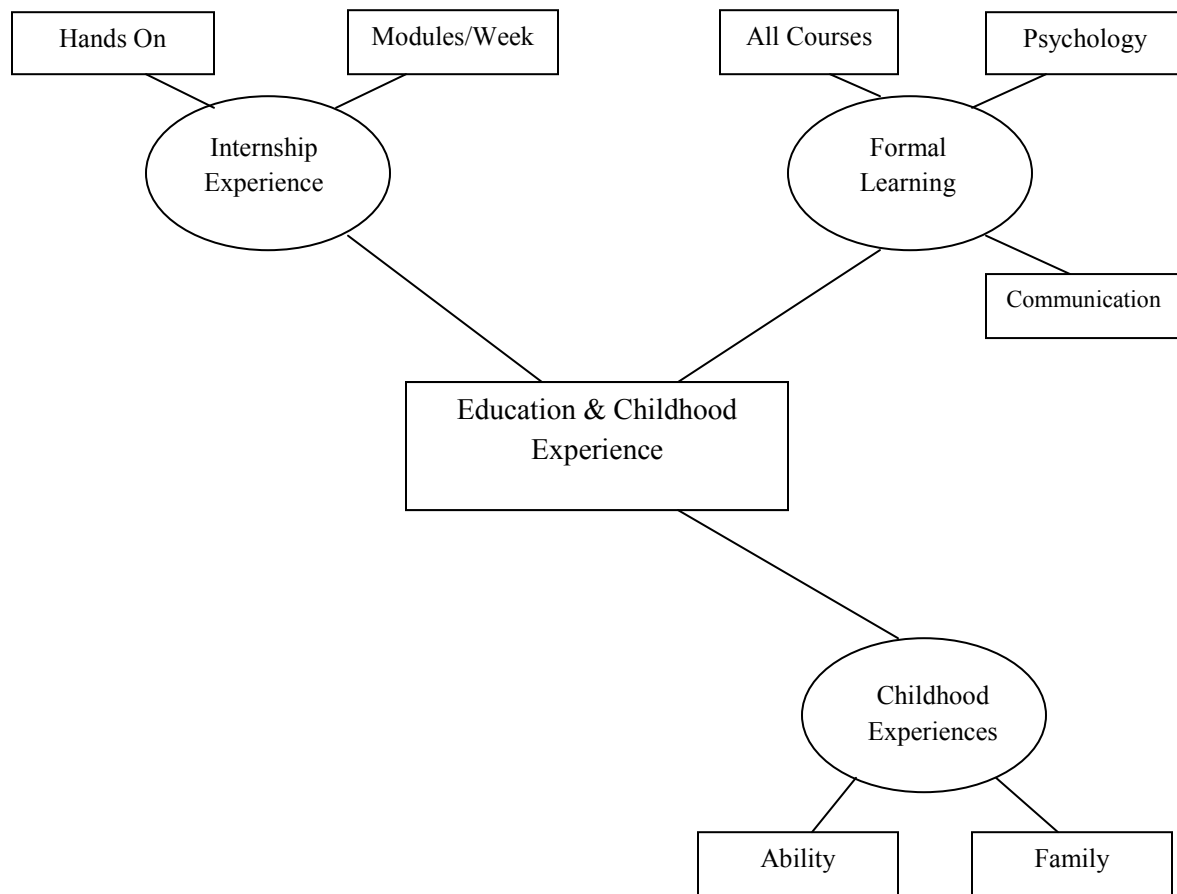 Hands On
Modules/Week
All Courses
Psychology
Internship
Experience
Formal
Learning
Communication
Education & Childhood
Experience
Childhood
Experiences
Ability
Family